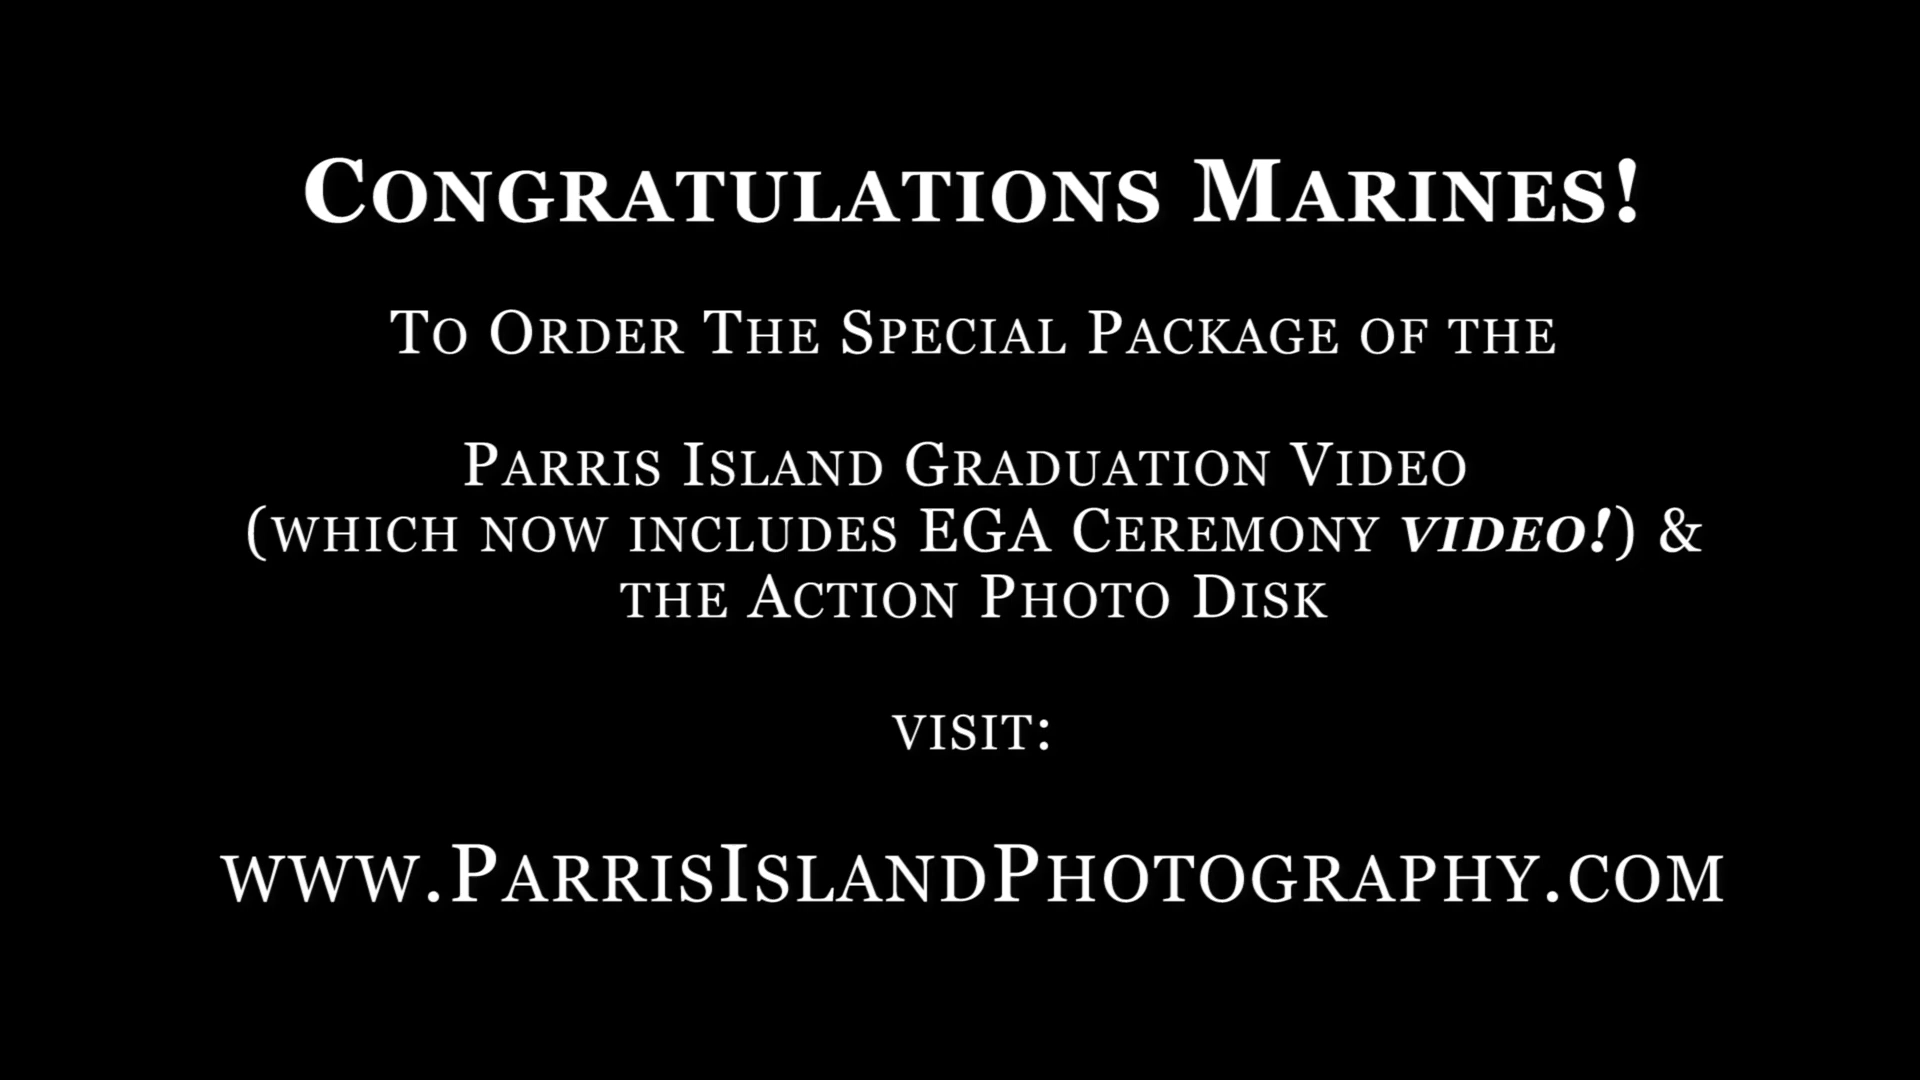 Congratulations Marines!
To Order The Special Package of the
Parris Island Graduation Video
(which now includes EGA Ceremony video!) &
the Action Photo Disk
visit:
www.ParrisIslandPhotography.com